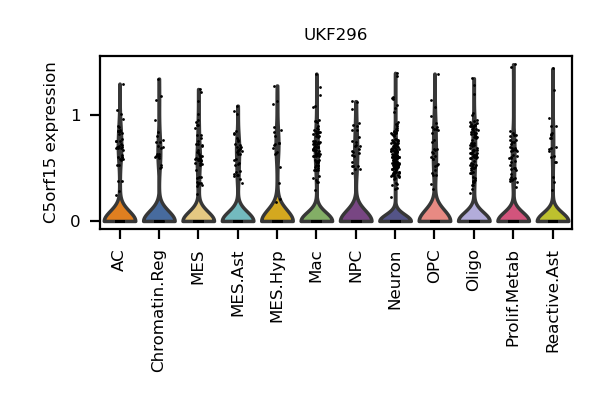 UKF296
C5orf15 expression
1
0
AC
Chromatin.Reg
MES
MES.Ast
MES.Hyp
Mac
NPC
Neuron
OPC
Oligo
Prolif.Metab
Reactive.Ast